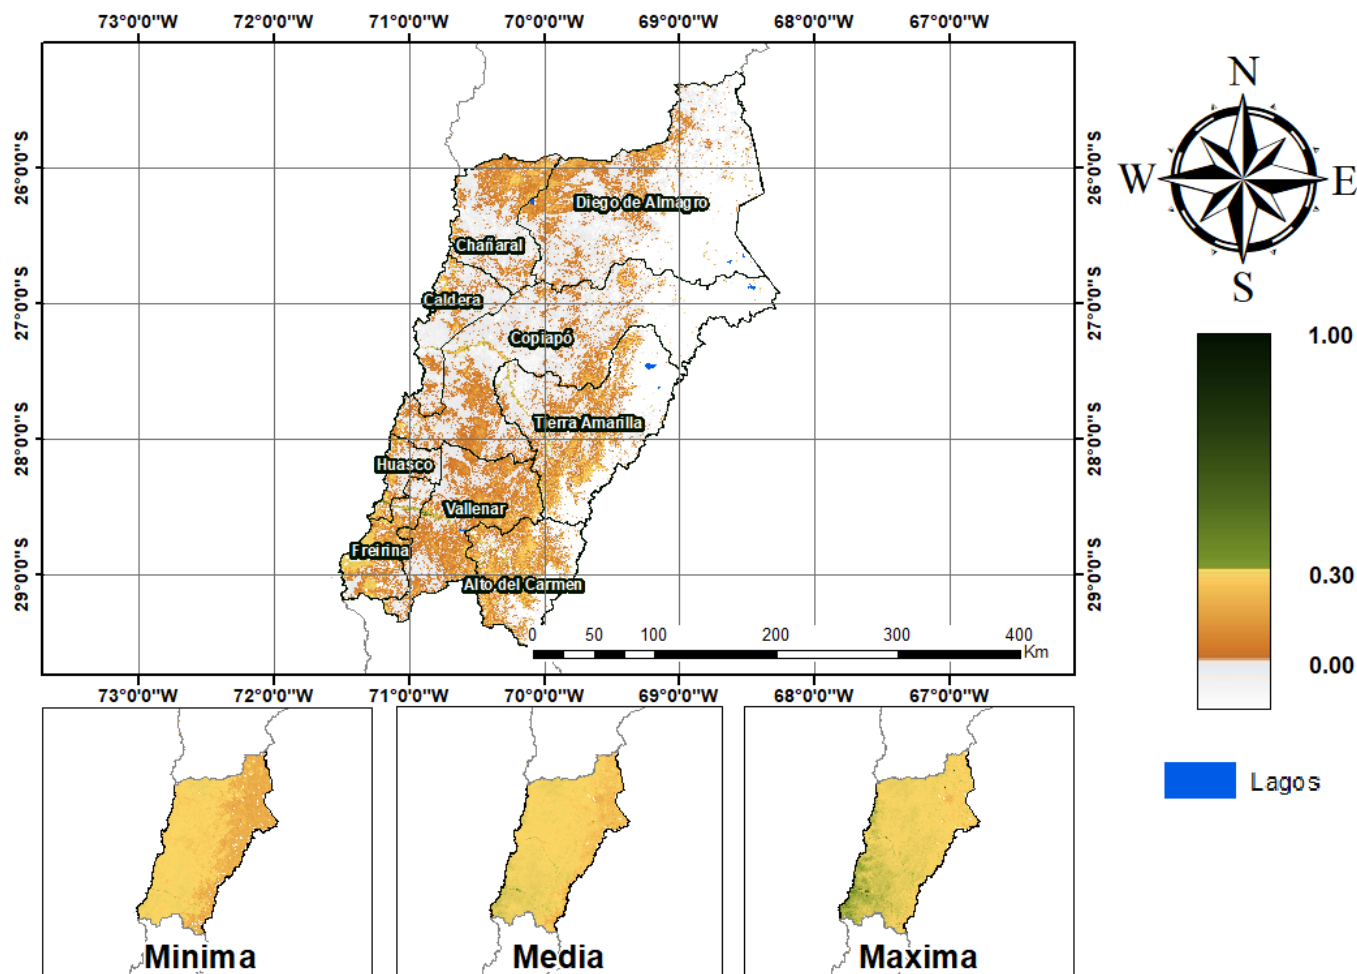 73°0'0"W 72°0'0"W 71°0'0"W 70°0'0"W 69°0'0"W 68°0'0"W 67°0'0"W
N
W E
S
26°0'0"S 26°0'0"S
27°0'0"S 27°0'0"S
28°0'0"S 28°0'0"S
29°0'0"S 29°0'0"S
Diego de Almagro
Chañaral
Caldera
Copiapó
Tierra Amarilla
Huasco
Vallenar
Freirina
Alto del Carmen
0 50 100 200 300 400
Km
73°0'0"W 72°0'0"W 71°0'0"W 70°0'0"W 69°0'0"W 68°0'0"W 67°0'0"W
1.00
0.30
0.00
Lagos
Minima Media Maxima